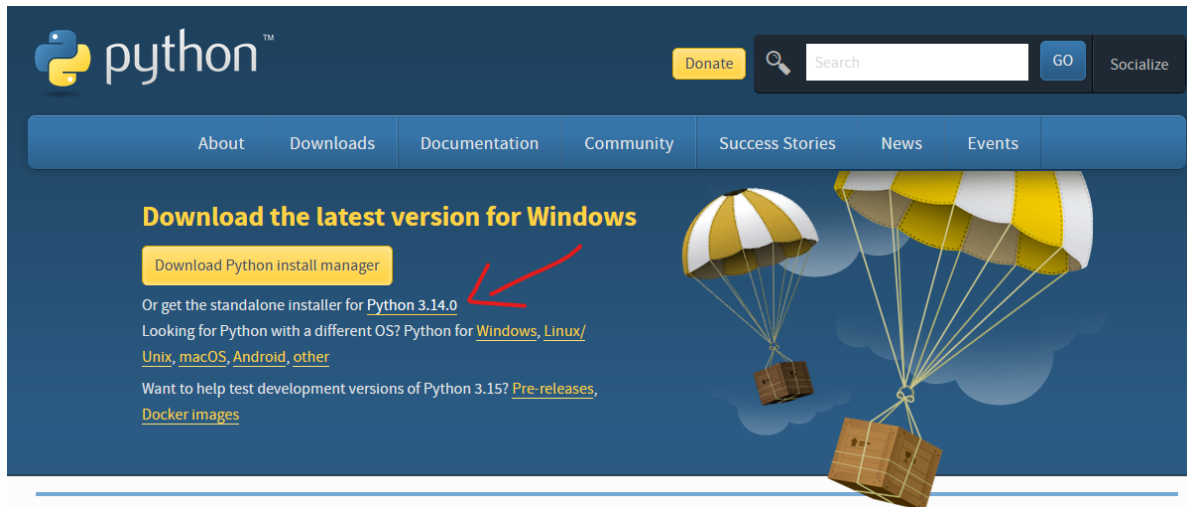 python™
Donate
Search
GO
Socialize
About
Downloads
Documentation
Community
Success Stories
News
Events
Download the latest version for Windows
Download Python install manager
Or get the standalone installer for Python 3.14.0
Looking for Python with a different OS? Python for Windows, Linux/
Unix, macOS, Android, other
Want to help test development versions of Python 3.15? Pre-releases,
Docker images